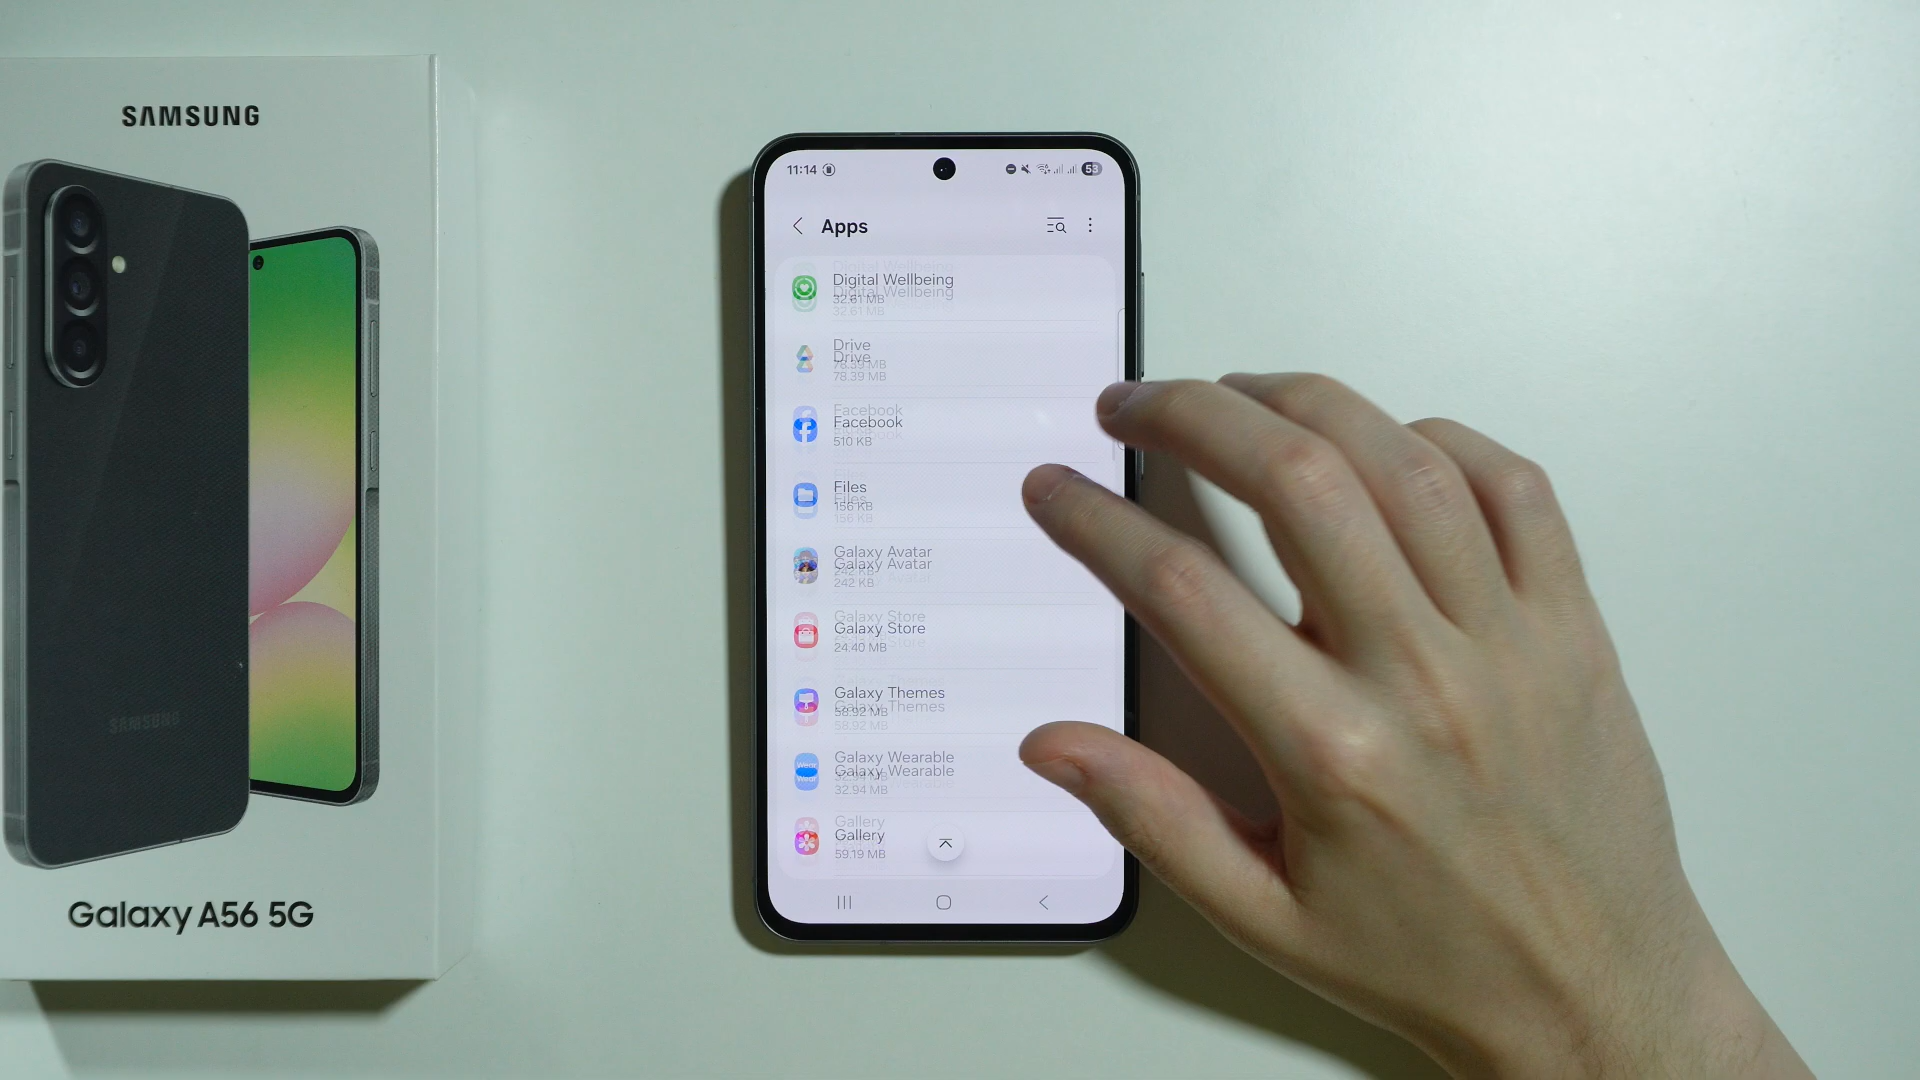 SAMSUNG
SAMSUNG
Galaxy A56 5G
11:14
53
Apps
Digital Wellbeing
32.61 MB
Drive
78.39 MB
Facebook
510 KB
Files
156 KB
Galaxy Avatar
242 KB
Galaxy Store
24.40 MB
Galaxy Themes
58.92 MB
Galaxy Wearable
32.94 MB
Gallery
59.19 MB